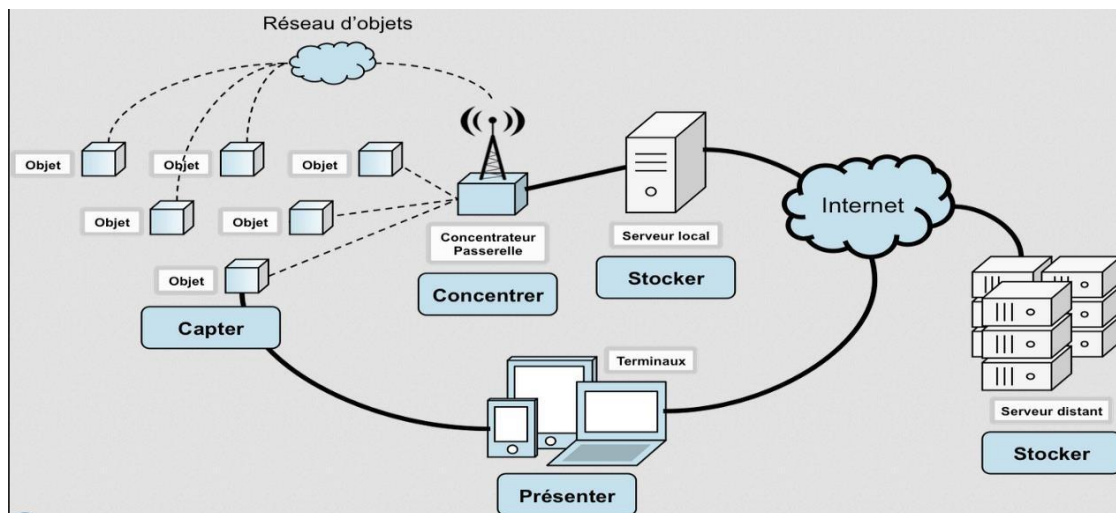 Réseau d’objets
Objet
Objet
Objet
Objet
Objet
Objet
Capter
Concentrateur
Passerelle
Concentrer
Serveur local
Stocker
Internet
Terminaux
Présenter
Serveur distant
Stocker